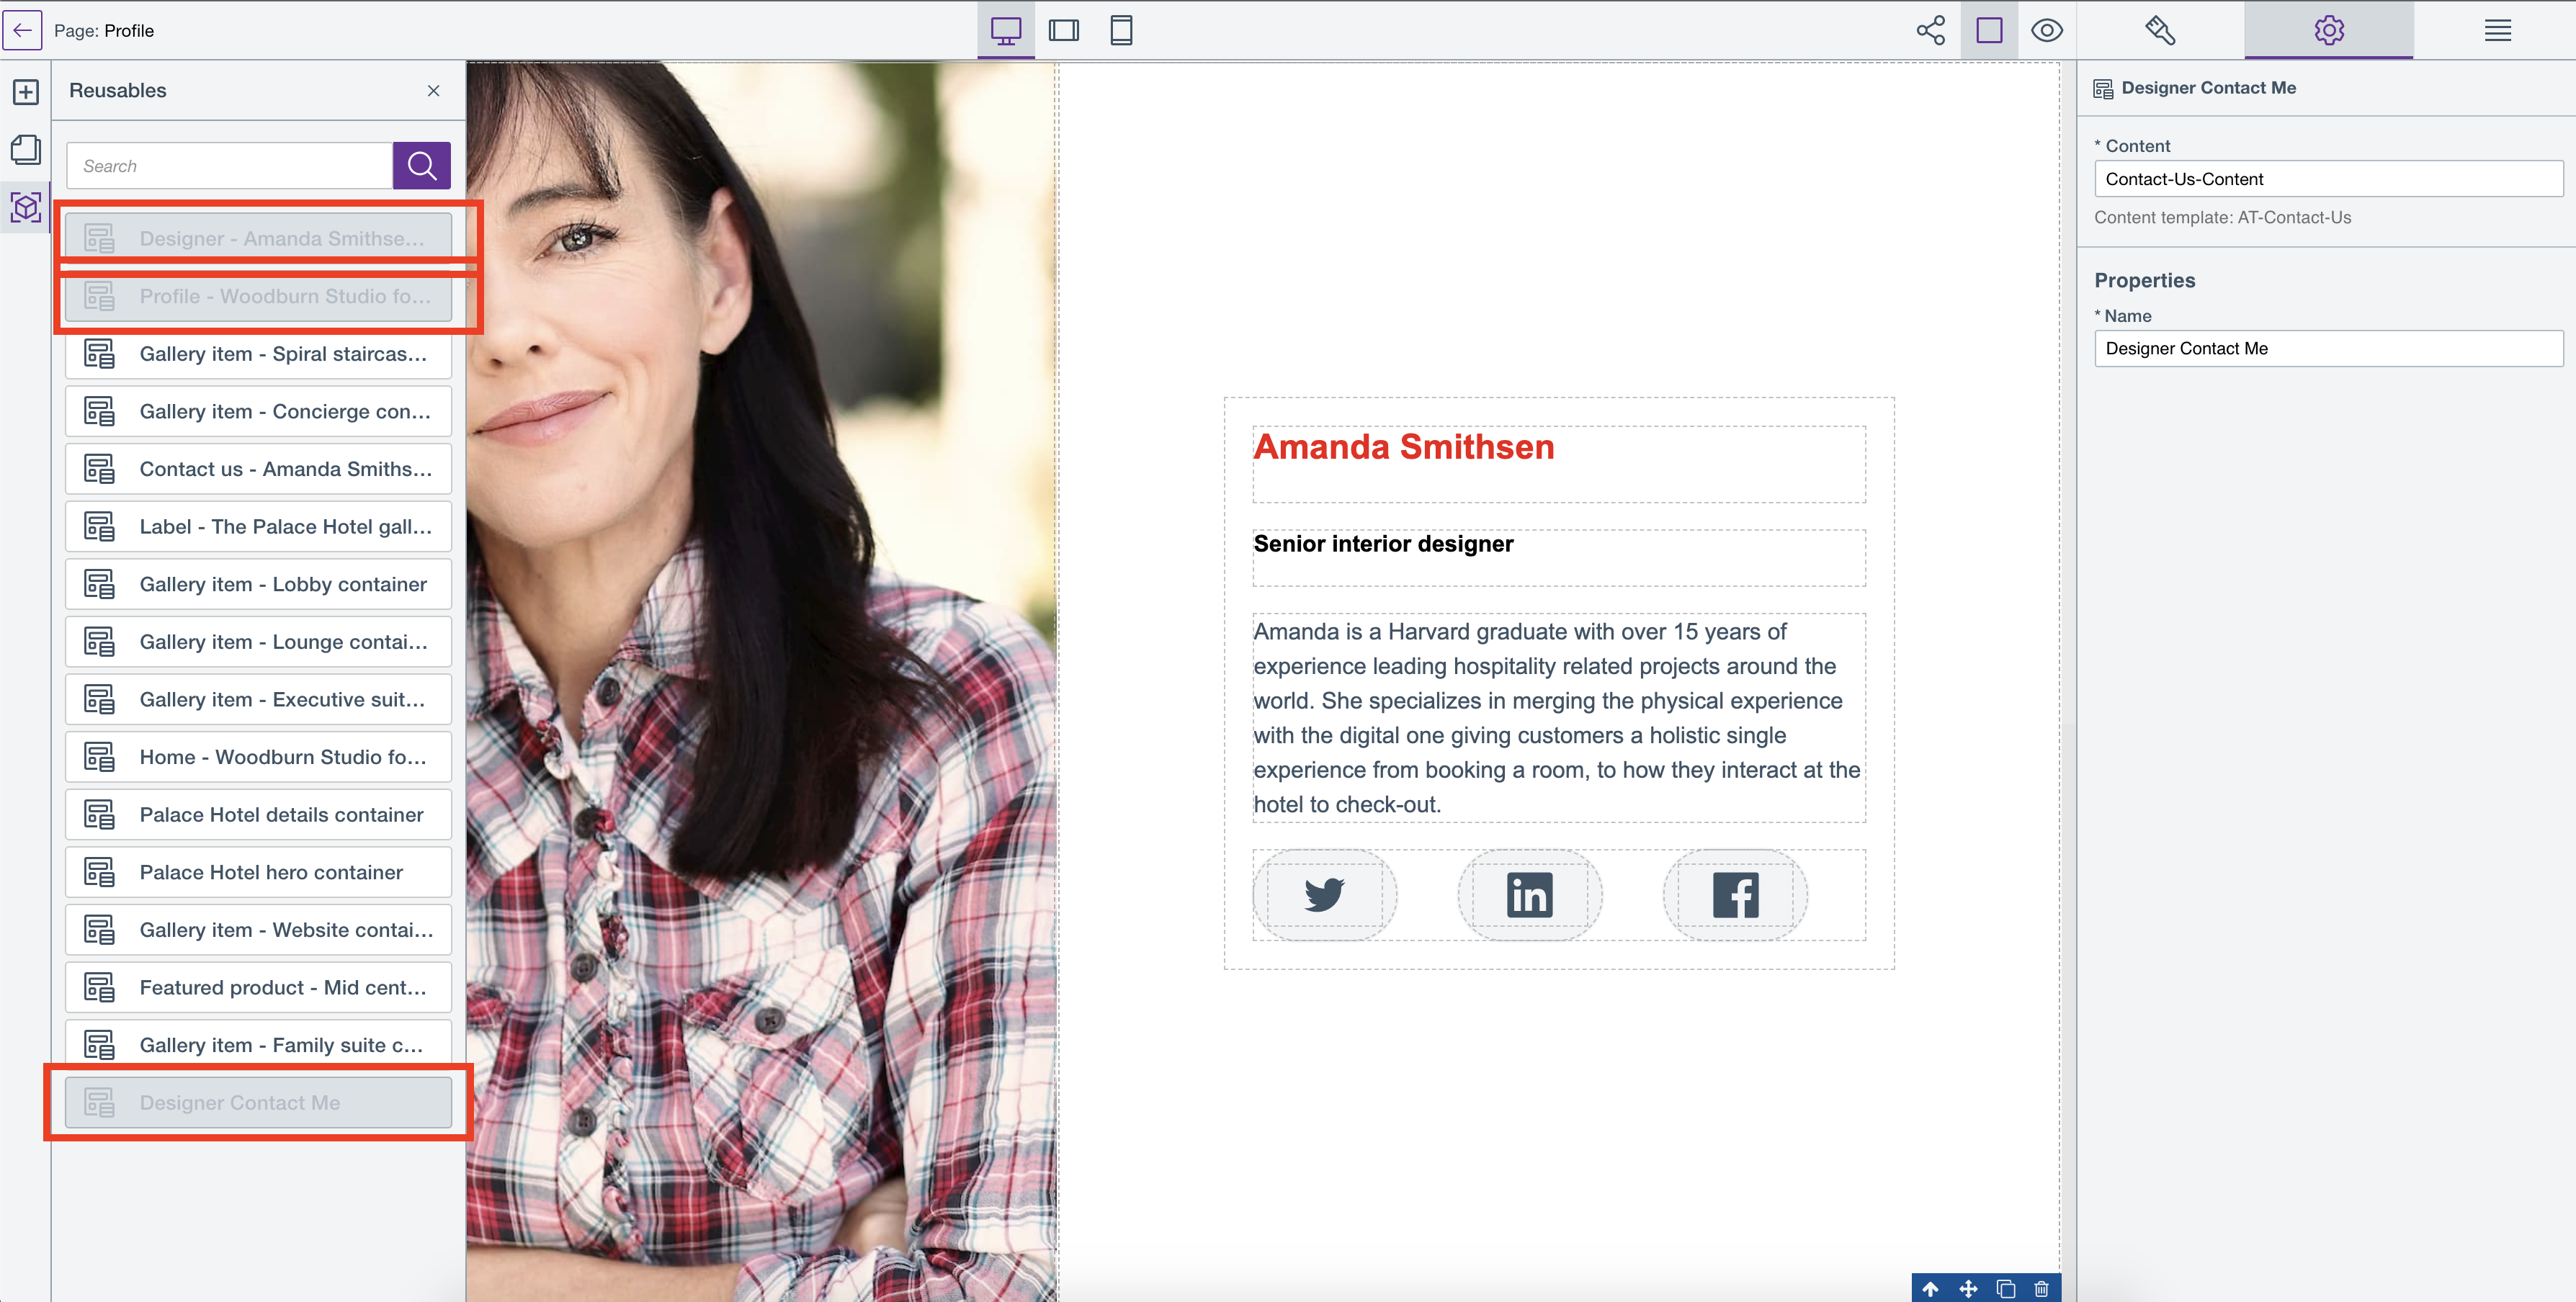 Page: Profile
Reusables
Search
Designer - Amanda Smithse...
Profile - Woodburn Studio fo...
Gallery item - Spiral staircas...
Gallery item - Concierge con...
Contact us - Amanda Smiths...
Label - The Palace Hotel gall...
Gallery item - Lobby container
Gallery item - Lounge contai...
Gallery item - Executive suit...
Home - Woodburn Studio fo...
Palace Hotel details container
Palace Hotel hero container
Gallery item - Website contai...
Featured product - Mid cent...
Gallery item - Family suite c...
Designer Contact Me
Amanda Smithsen
Senior interior designer
Amanda is a Harvard graduate with over 15 years of
experience leading hospitality related projects around the
world. She specializes in merging the physical experience
with the digital one giving customers a holistic single
experience from booking a room, to how they interact at the
hotel to check-out.
in
f
Designer Contact Me
* Content
Contact-Us-Content
Content template: AT-Contact-Us
Properties
* Name
Designer Contact Me